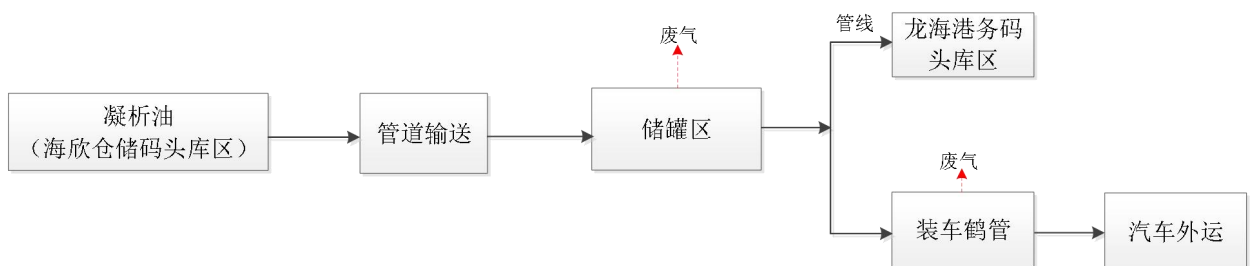 凝析油
（海欣仓储码头库区）
管道输送
废气
储罐区
管线
龙海港务码
头库区
废气
装车鹤管
汽车外运